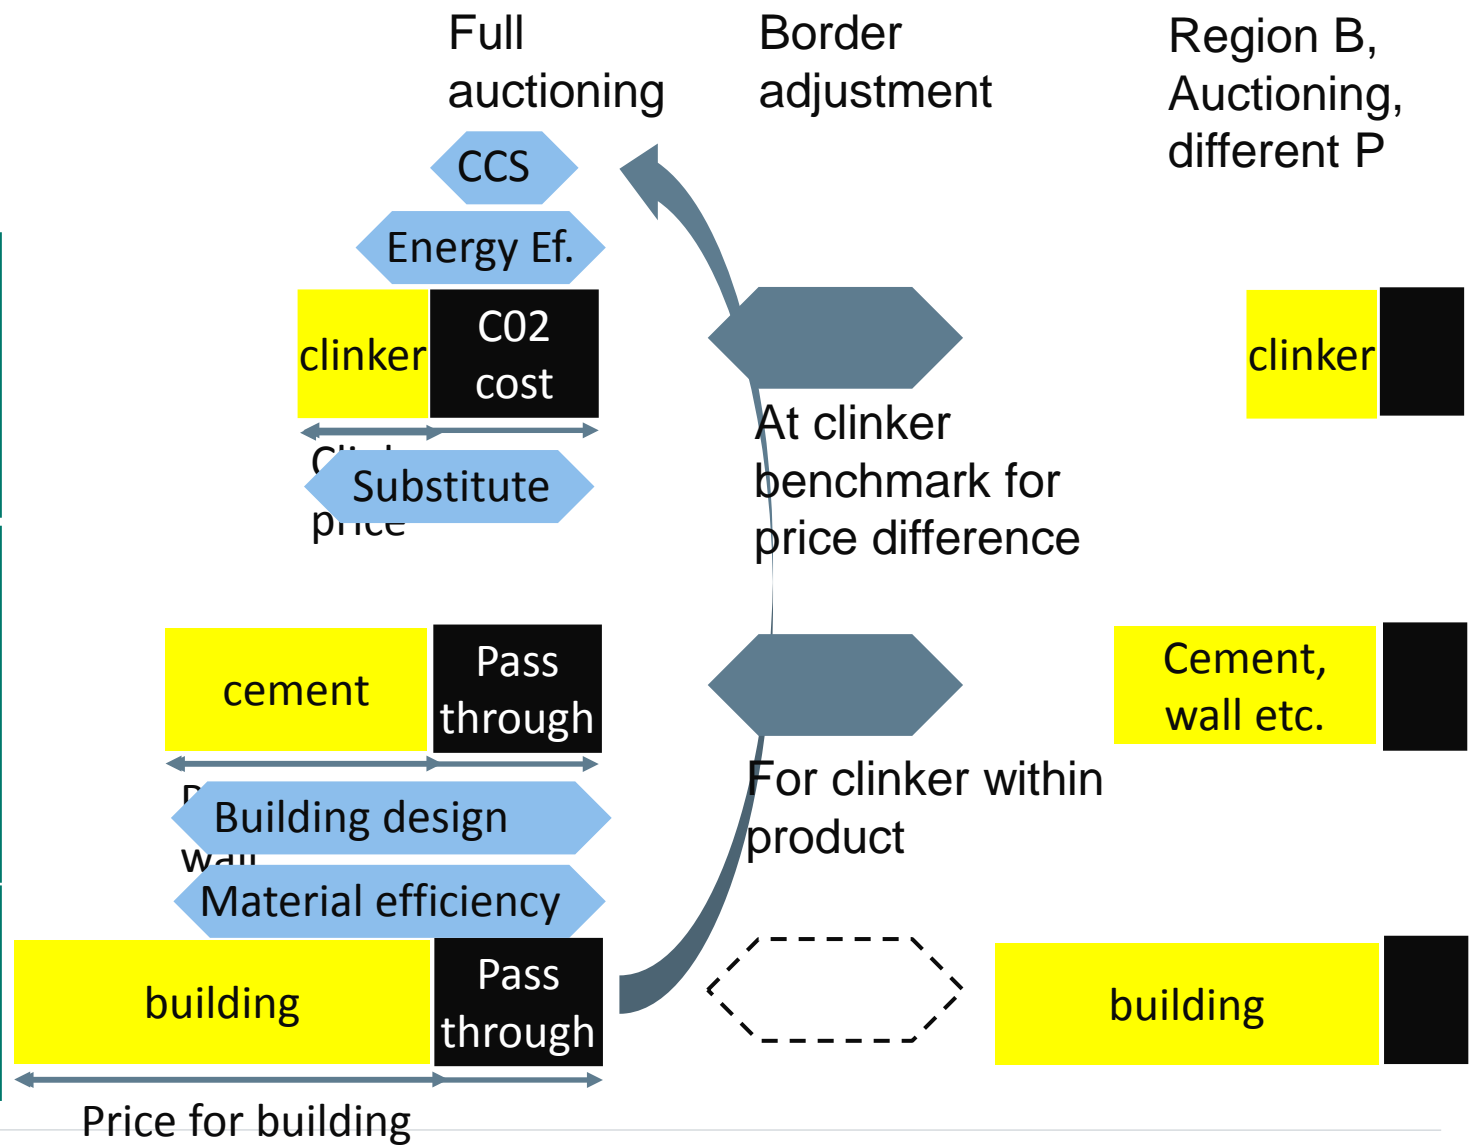 Full
auctioning
Border
adjustment
Region B,
Auctioning,
different P
CCS
Energy Ef.
clinker
C02
cost
clinker
At clinker
benchmark for
price difference
Substitute
price
cement
Pass
through
Cement,
wall etc.
For clinker within
product
Building design
wall
Material efficiency
building
Pass
through
building
Price for building